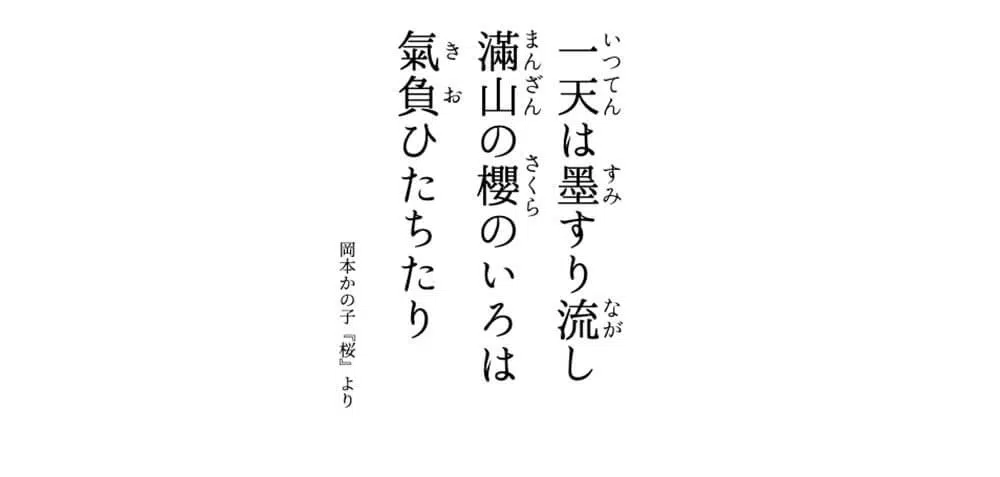 一天は墨すり流し
いつてん すみ なが
滿山の櫻のいろは
まんざん さくら
氣負ひたちたり
きお
岡本かの子『桜』より